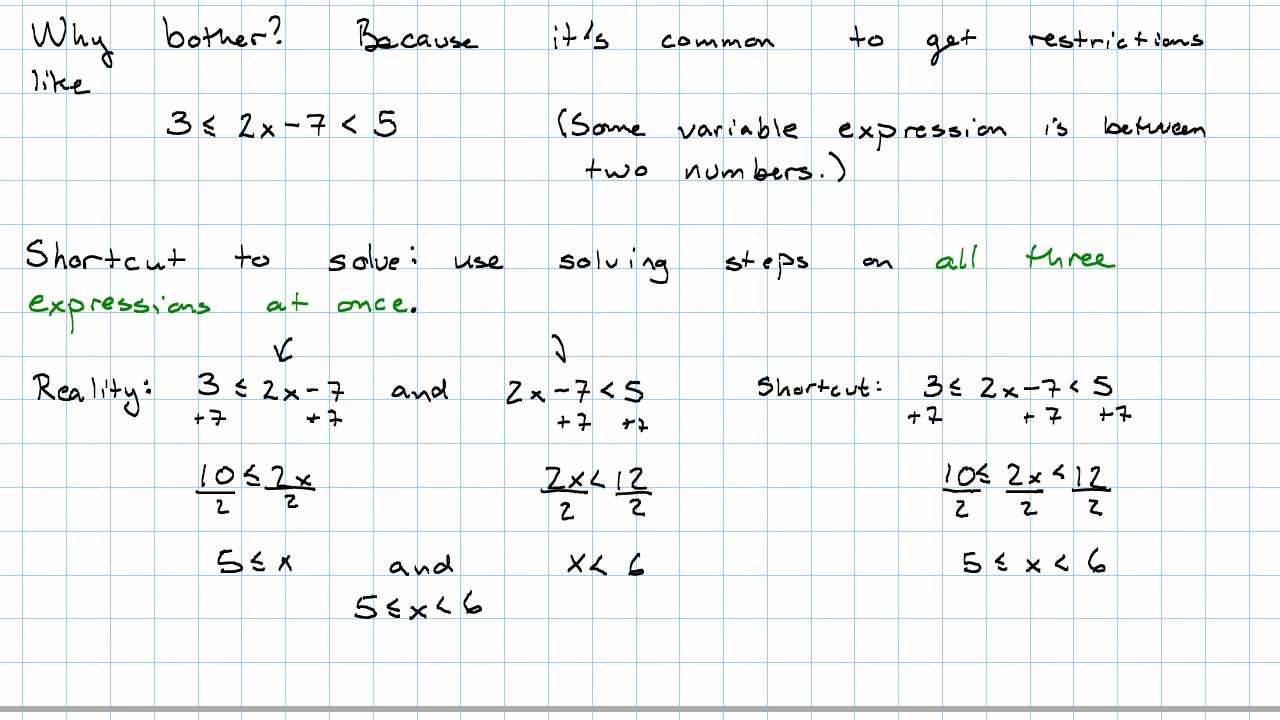 Why bother? Because it's common to get restrictions
like
3 ≤ 2x - 7 < 5 (Some variable expression is between
two numbers.)
Shortcut to solve: use solving steps on all three
expressions at once.
Reality: 3 ≤ 2x - 7 and 2x - 7 < 5 Shortcut: 3 ≤ 2x - 7 < 5
+7 +7 +7 +7 +7 +7 +7
10 ≤ 2x 2x < 12 10 ≤ 2x < 12
2 2 2 2 2 2 2
5 ≤ x and x < 6 5 ≤ x < 6
5 ≤ x < 6